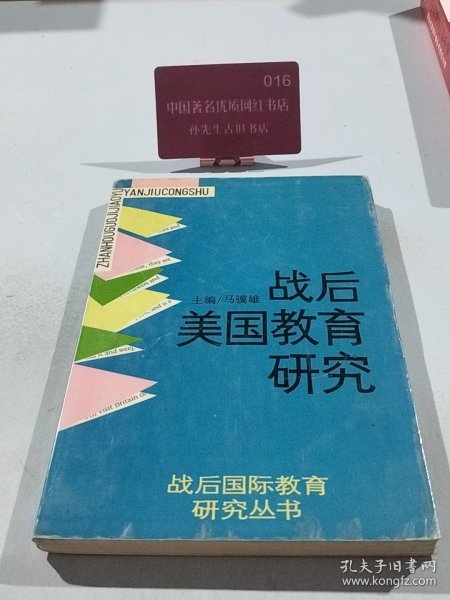 016
中国著名优质网红书店
孙先生古旧书店
ZHANHOUGUOJIJIAOYU
YANJIUCONGSHU
战后
主编/马骥雄
美国教育
研究
战后国际教育
研究丛书
孔夫子旧书网
www.kongfz.com